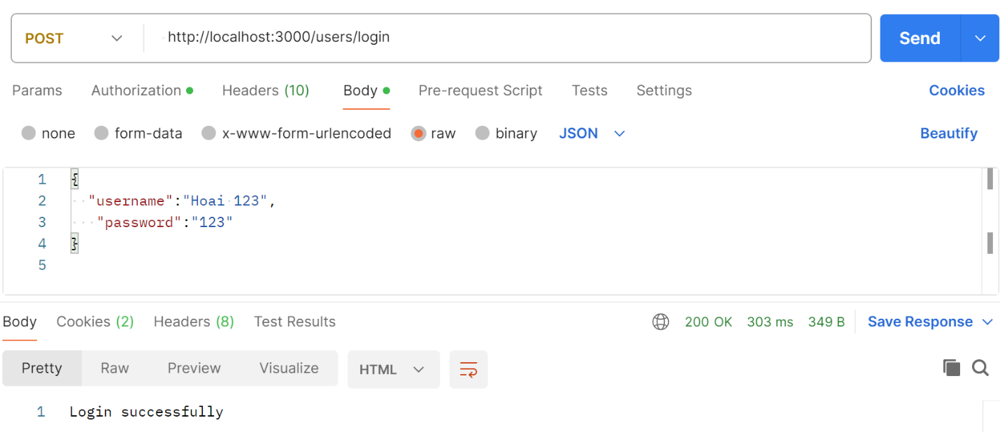 POST http://localhost:3000/users/login Send
Params Authorization Headers (10) Body Pre-request Script Tests Settings Cookies
none form-data x-www-form-urlencoded raw binary JSON Beautify
1 {
2 "username":"Hoai 123",
3 "password":"123"
4 }
5
Body Cookies (2) Headers (8) Test Results 200 OK 303 ms 349 B Save Response
Pretty Raw Preview Visualize HTML
1 Login successfully